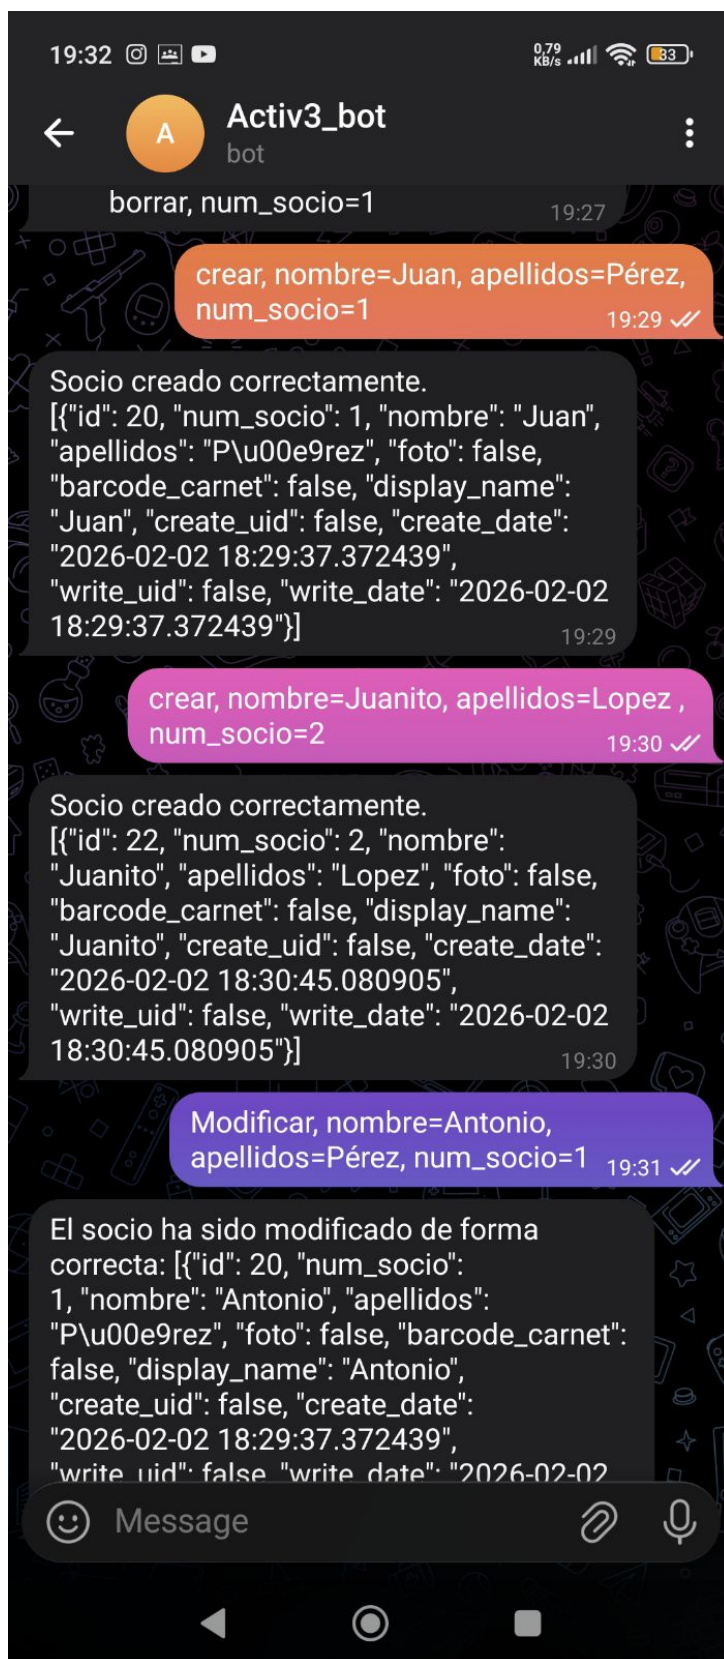 19:32
0,79
KB/s
33
A
Activ3_bot
bot
borrar, num_socio=1
19:27
crear, nombre=Juan, apellidos=Pérez,
num_socio=1
19:29
Socio creado correctamente.
[{"id": 20, "num_socio": 1, "nombre": "Juan",
"apellidos": "P\u00e9rez", "foto": false,
"barcode_carnet": false, "display_name":
"Juan", "create_uid": false, "create_date":
"2026-02-02 18:29:37.372439",
"write_uid": false, "write_date": "2026-02-02
18:29:37.372439"}]
19:29
crear, nombre=Juanito, apellidos=Lopez ,
num_socio=2
19:30
Socio creado correctamente.
[{"id": 22, "num_socio": 2, "nombre":
"Juanito", "apellidos": "Lopez", "foto": false,
"barcode_carnet": false, "display_name":
"Juanito", "create_uid": false, "create_date":
"2026-02-02 18:30:45.080905",
"write_uid": false, "write_date": "2026-02-02
18:30:45.080905"}]
19:30
Modificar, nombre=Antonio,
apellidos=Pérez, num_socio=1
19:31
El socio ha sido modificado de forma
correcta: [{"id": 20, "num_socio":
1, "nombre": "Antonio", "apellidos":
"P\u00e9rez", "foto": false, "barcode_carnet":
false, "display_name": "Antonio",
"create_uid": false, "create_date":
"2026-02-02 18:29:37.372439",
"write_uid": false, "write_date": "2026-02-02
Message